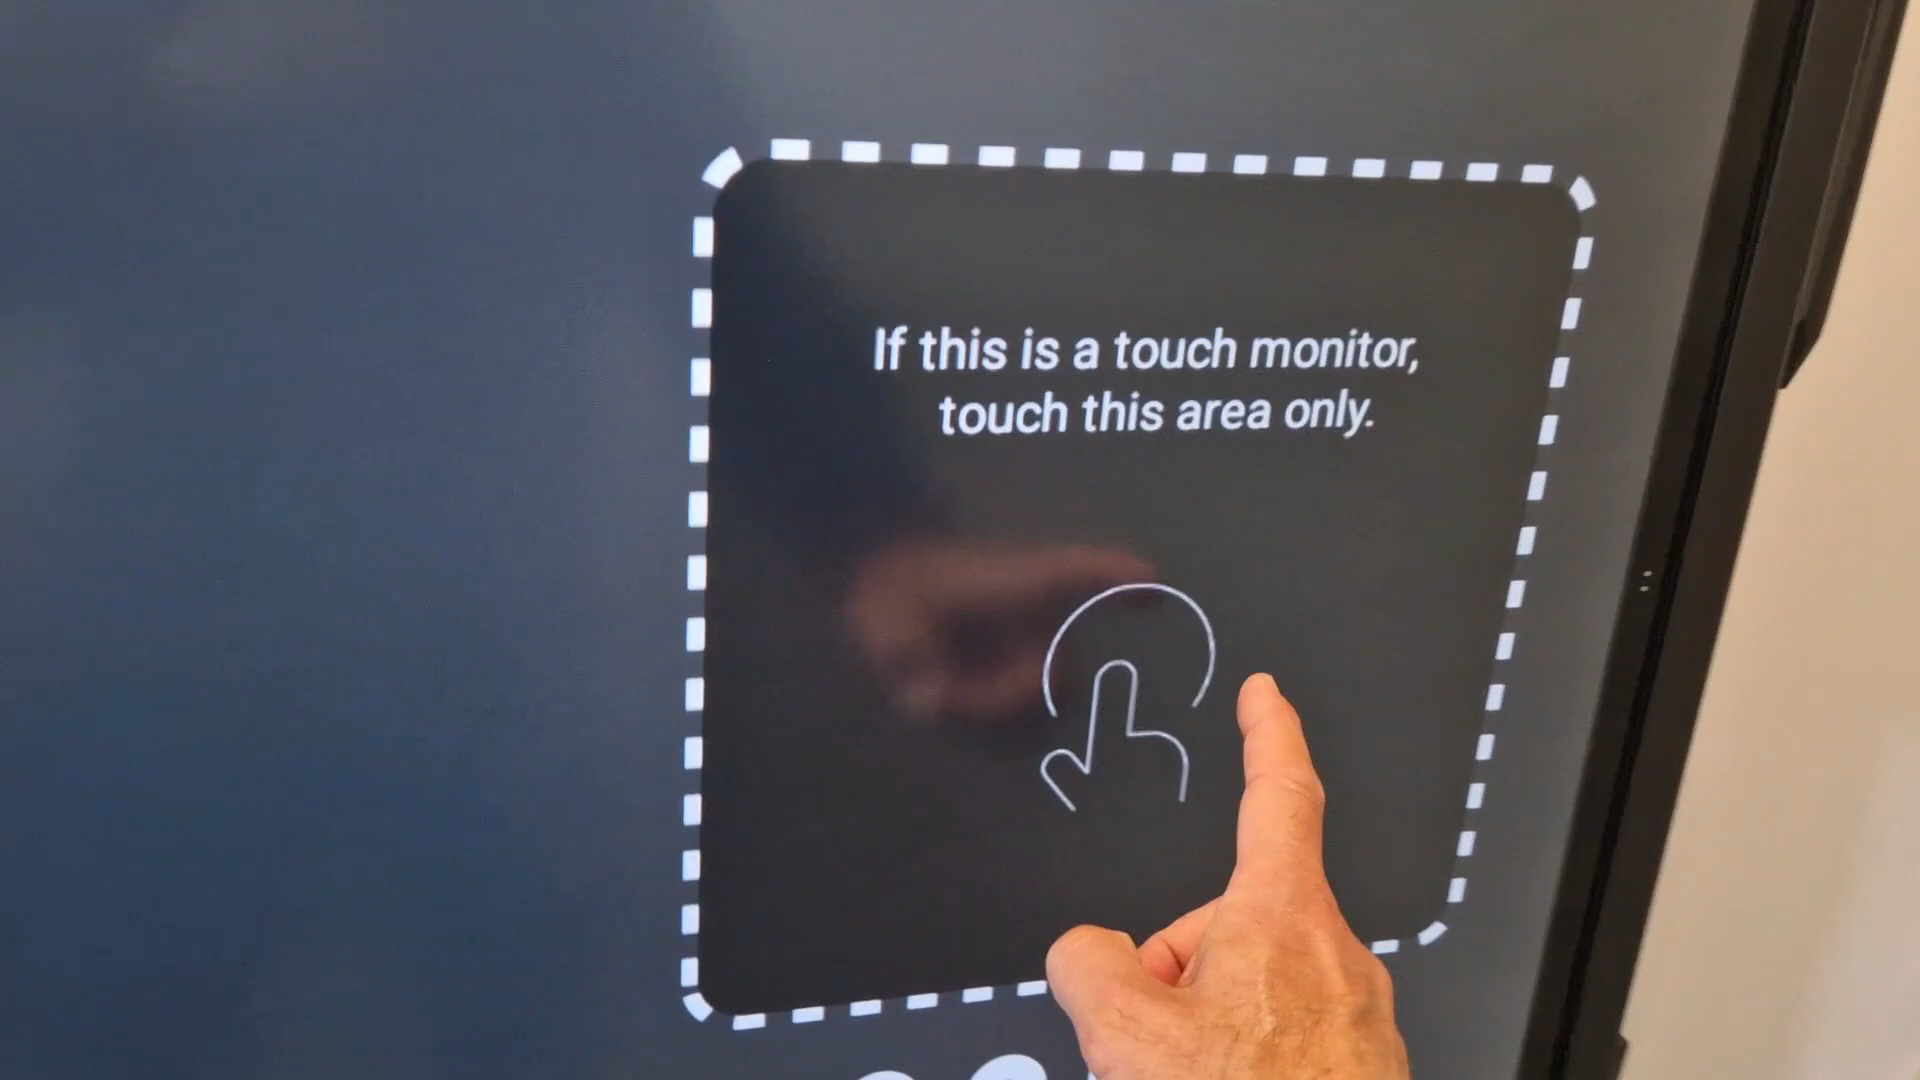 If this is a touch monitor,
touch this area only.